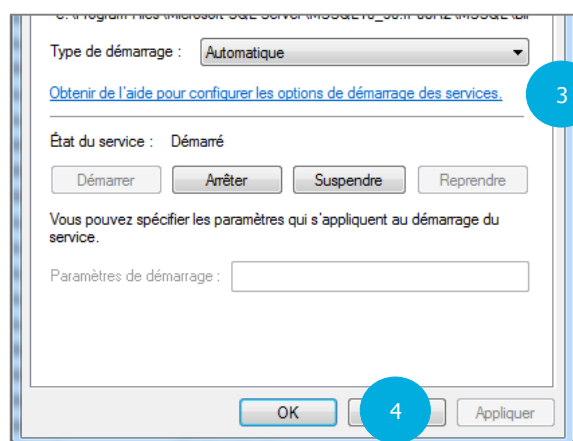 Type de démarrage : Automatique
Obtenir de l'aide pour configurer les options de démarrage des services.
3
État du service : Démarré
Démarrer Arrêter Suspendre Reprendre
Vous pouvez spécifier les paramètres qui s'appliquent au démarrage du
service.
Paramètres de démarrage :
OK 4 Appliquer